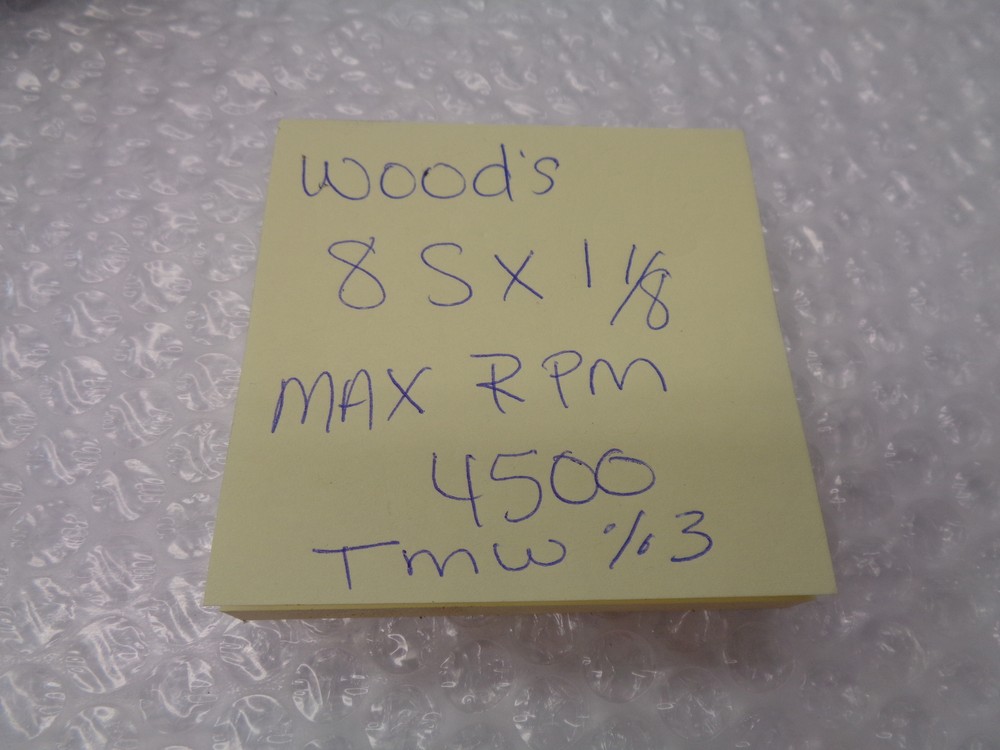 Wood's
8 S X 1 1/8
MAX RPM
4500
Tmw % 3